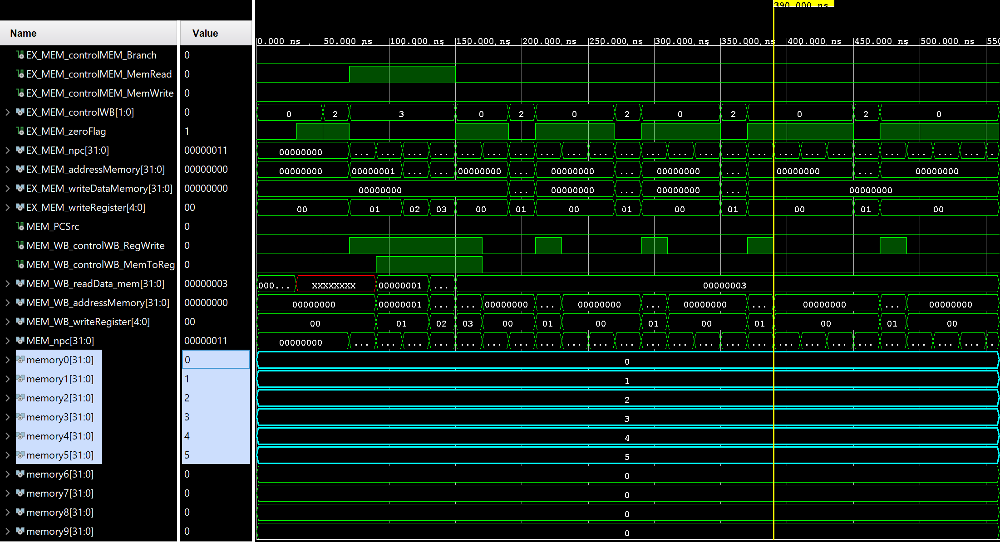 390.000 ns
Name Value
0.000 ns 50.000 ns 100.000 ns 150.000 ns 200.000 ns 250.000 ns 300.000 ns 350.000 ns 400.000 ns 450.000 ns 500.000 ns 550
EX_MEM_controlMEM_Branch 0
EX_MEM_controlMEM_MemRead 0
EX_MEM_controlMEM_MemWrite 0
EX_MEM_controlWB[1:0] 0 0 2 3 0 2 0 2 0 2 0 2 0
EX_MEM_zeroFlag 1
EX_MEM_npc[31:0] 00000011 00000000 ... ... ... ... ... ... ... ... ... ... ... ... ... ... ... ... ... ... ... ... ... ... ... ... .
EX_MEM_addressMemory[31:0] 00000000 00000000 00000001 ... ... 00000000 ... 00000000 ... 00000000 ... 00000000 ... 00000000
EX_MEM_writeDataMemory[31:0] 00000000 00000000 ... 00000000 ... 00000000 ... 00000000
EX_MEM_writeRegister[4:0] 00 00 01 02 03 00 01 00 01 00 01 00 01 00
MEM_PCSrc 0
MEM_WB_controlWB_RegWrite 0
MEM_WB_controlWB_MemToReg 0
MEM_WB_readData_mem[31:0] 00000003 000... XXXXXXXX 00000001 ... 00000003
MEM_WB_addressMemory[31:0] 00000000 00000000 00000001 ... ... 00000000 ... 00000000 ... 00000000 ... 00000000 ... 00000000
MEM_WB_writeRegister[4:0] 00 00 01 02 03 00 01 00 01 00 01 00 01 00
MEM_npc[31:0] 00000011 00000000 ... ... ... ... ... ... ... ... ... ... ... ... ... ... ... ... ... ... ... ... ... ... ... ... .
memory0[31:0] 0 0
memory1[31:0] 1 1
memory2[31:0] 2 2
memory3[31:0] 3 3
memory4[31:0] 4 4
memory5[31:0] 5 5
memory6[31:0] 0 0
memory7[31:0] 0 0
memory8[31:0] 0 0
memory9[31:0] 0 0